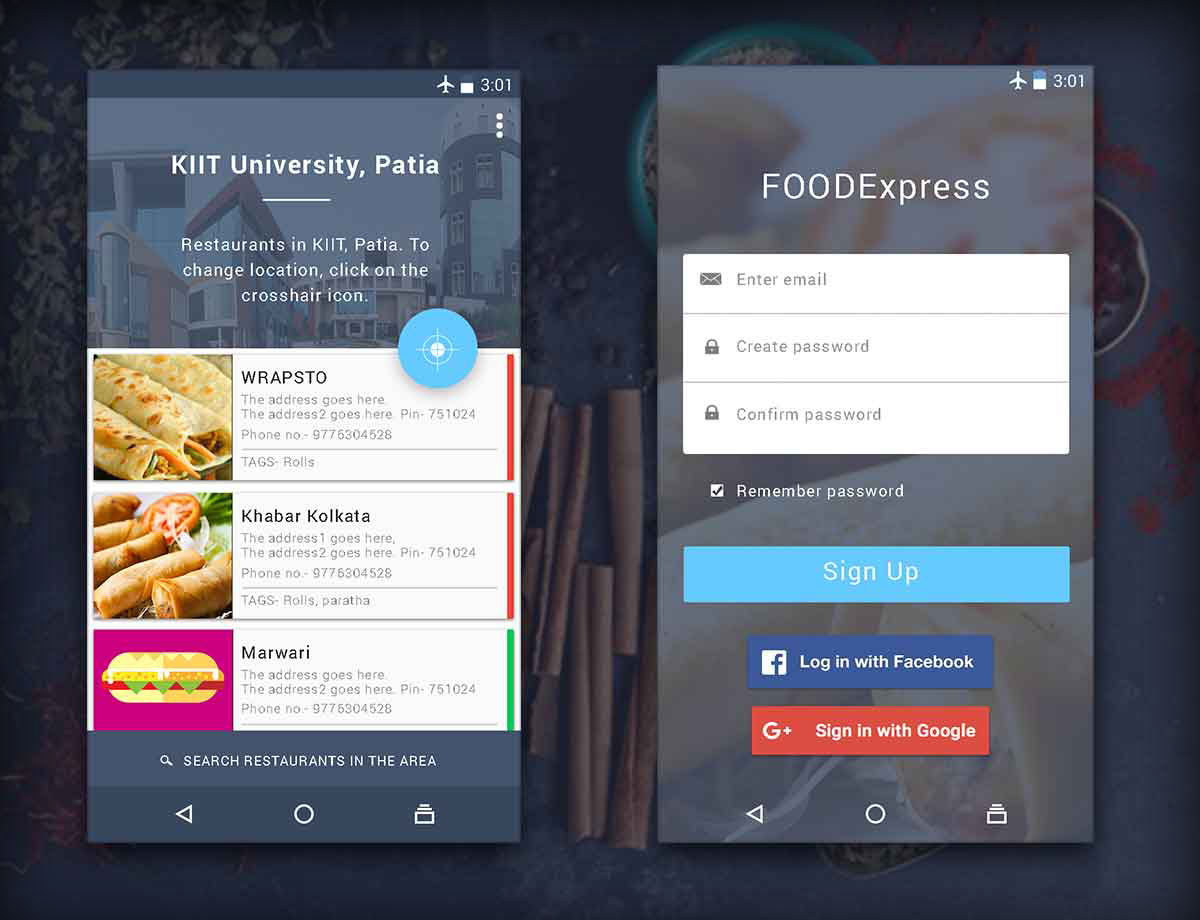 3:01
KIIT University, Patia
Restaurants in KIIT, Patia. To
change location, click on the
crosshair icon.
WRAPSTO
The address goes here.
The address2 goes here. Pin- 751024
Phone no.- 9776304528
TAGS- Rolls
Khabar Kolkata
The address1 goes here,
The address2 goes here. Pin- 751024
Phone no.- 9776304528
TAGS- Rolls, paratha
Marwari
The address goes here.
The address2 goes here. Pin- 751024
Phone no.- 9776304528
SEARCH RESTAURANTS IN THE AREA
3:01
FOODExpress
Enter email
Create password
Confirm password
Remember password
Sign Up
Log in with Facebook
G+ Sign in with Google